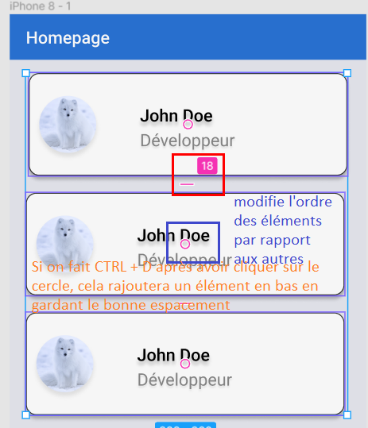 iPhone 8 - 1
Homepage
John Doe
Développeur
18
modifie l'ordre
des éléments
par rapport
aux autres
John Doe
Développeur
Si on fait CTRL + D après avoir cliquer sur le
cercle, cela rajoutera un élément en bas en
gardant le bonne espacement
John Doe
Développeur